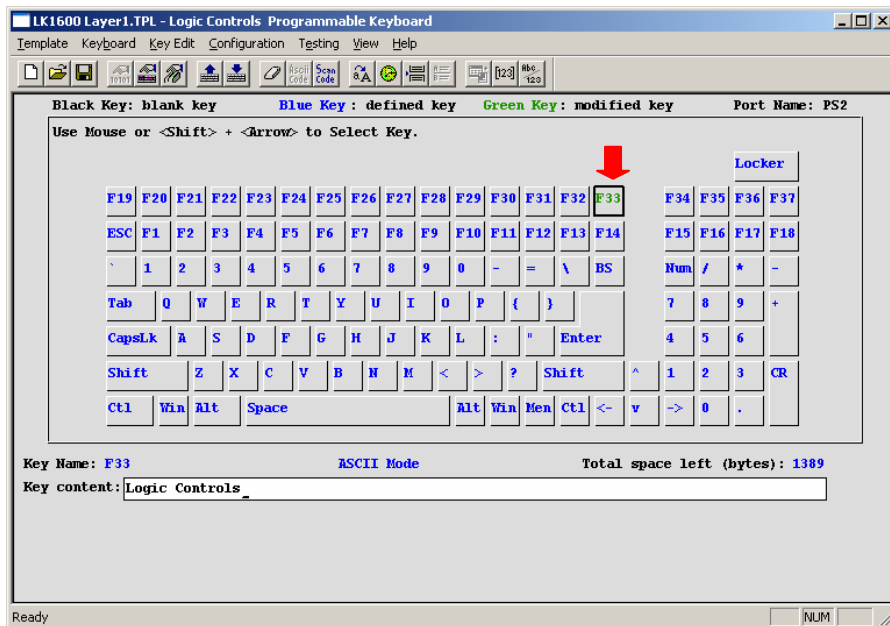 LK1600 Layer1.TPL - Logic Controls Programmable Keyboard
Template Keyboard Key Edit Configuration Testing View Help
10101 Ascii Code Scan Code aA [123] Abc.. 123
Black Key: blank key Blue Key : defined key Green Key : modified key Port Name: PS2
Use Mouse or <Shift> + <Arrow> to Select Key.
Locker
F19 F20 F21 F22 F23 F24 F25 F26 F27 F28 F29 F30 F31 F32 F33 F34 F35 F36 F37
ESC F1 F2 F3 F4 F5 F6 F7 F8 F9 F10 F11 F12 F13 F14 F15 F16 F17 F18
` 1 2 3 4 5 6 7 8 9 0 - = \ BS Num / * -
Tab Q W E R T Y U I O P { } 7 8 9 +
CapsLk A S D F G H J K L : " Enter 4 5 6
Shift Z X C V B N M < > ? Shift ^ 1 2 3 CR
Ctl Win Alt Space Alt Win Men Ctl <- v -> 0 .
Key Name: F33 ASCII Mode Total space left (bytes): 1389
Key content: Logic Controls_
Ready NUM